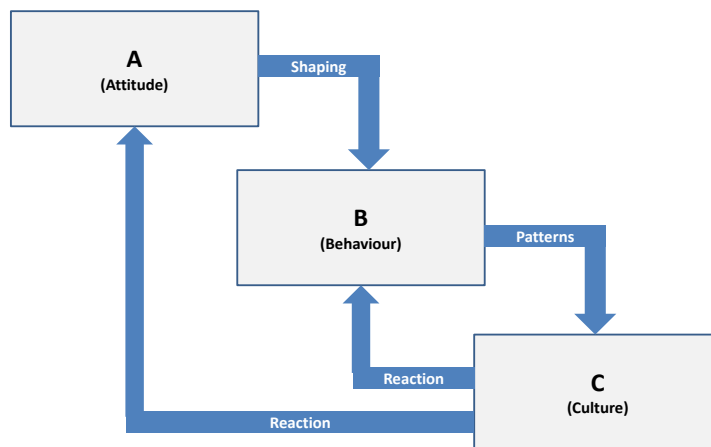 A
(Attitude)
Shaping
B
(Behaviour)
Patterns
Reaction
C
(Culture)
Reaction